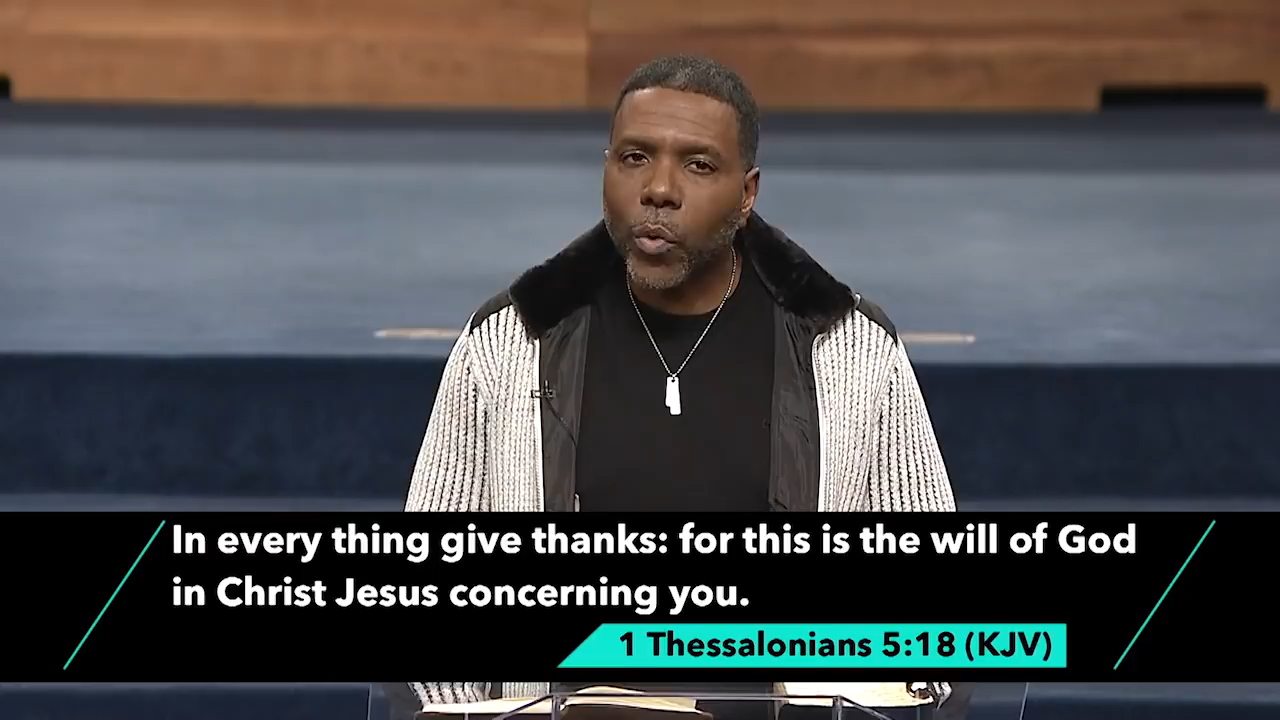 In every thing give thanks: for this is the will of God
in Christ Jesus concerning you.
1 Thessalonians 5:18 (KJV)